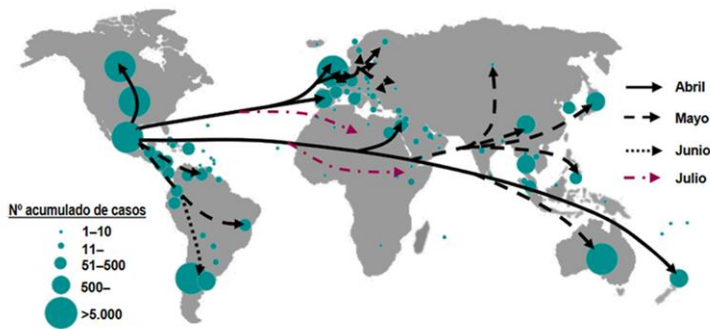 Abril
Mayo
Junio
Julio
Nº acumulado de casos
1–10
11–
51–500
500–
>5.000